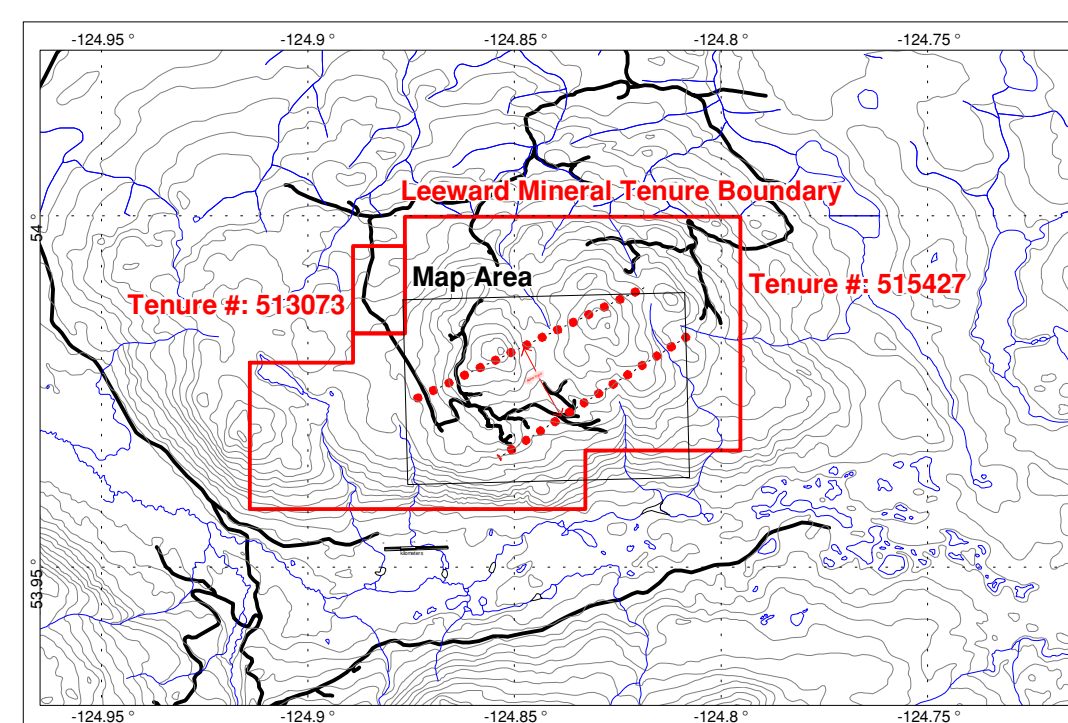 -124.95 ° -124.9 ° -124.85 ° -124.8 ° -124.75 °
Leeward Mineral Tenure Boundary
54 °
Map Area
Tenure #: 515427
Tenure #: 513073
kilometers
53.95 °
-124.95 ° -124.9 ° -124.85 ° -124.8 ° -124.75 °